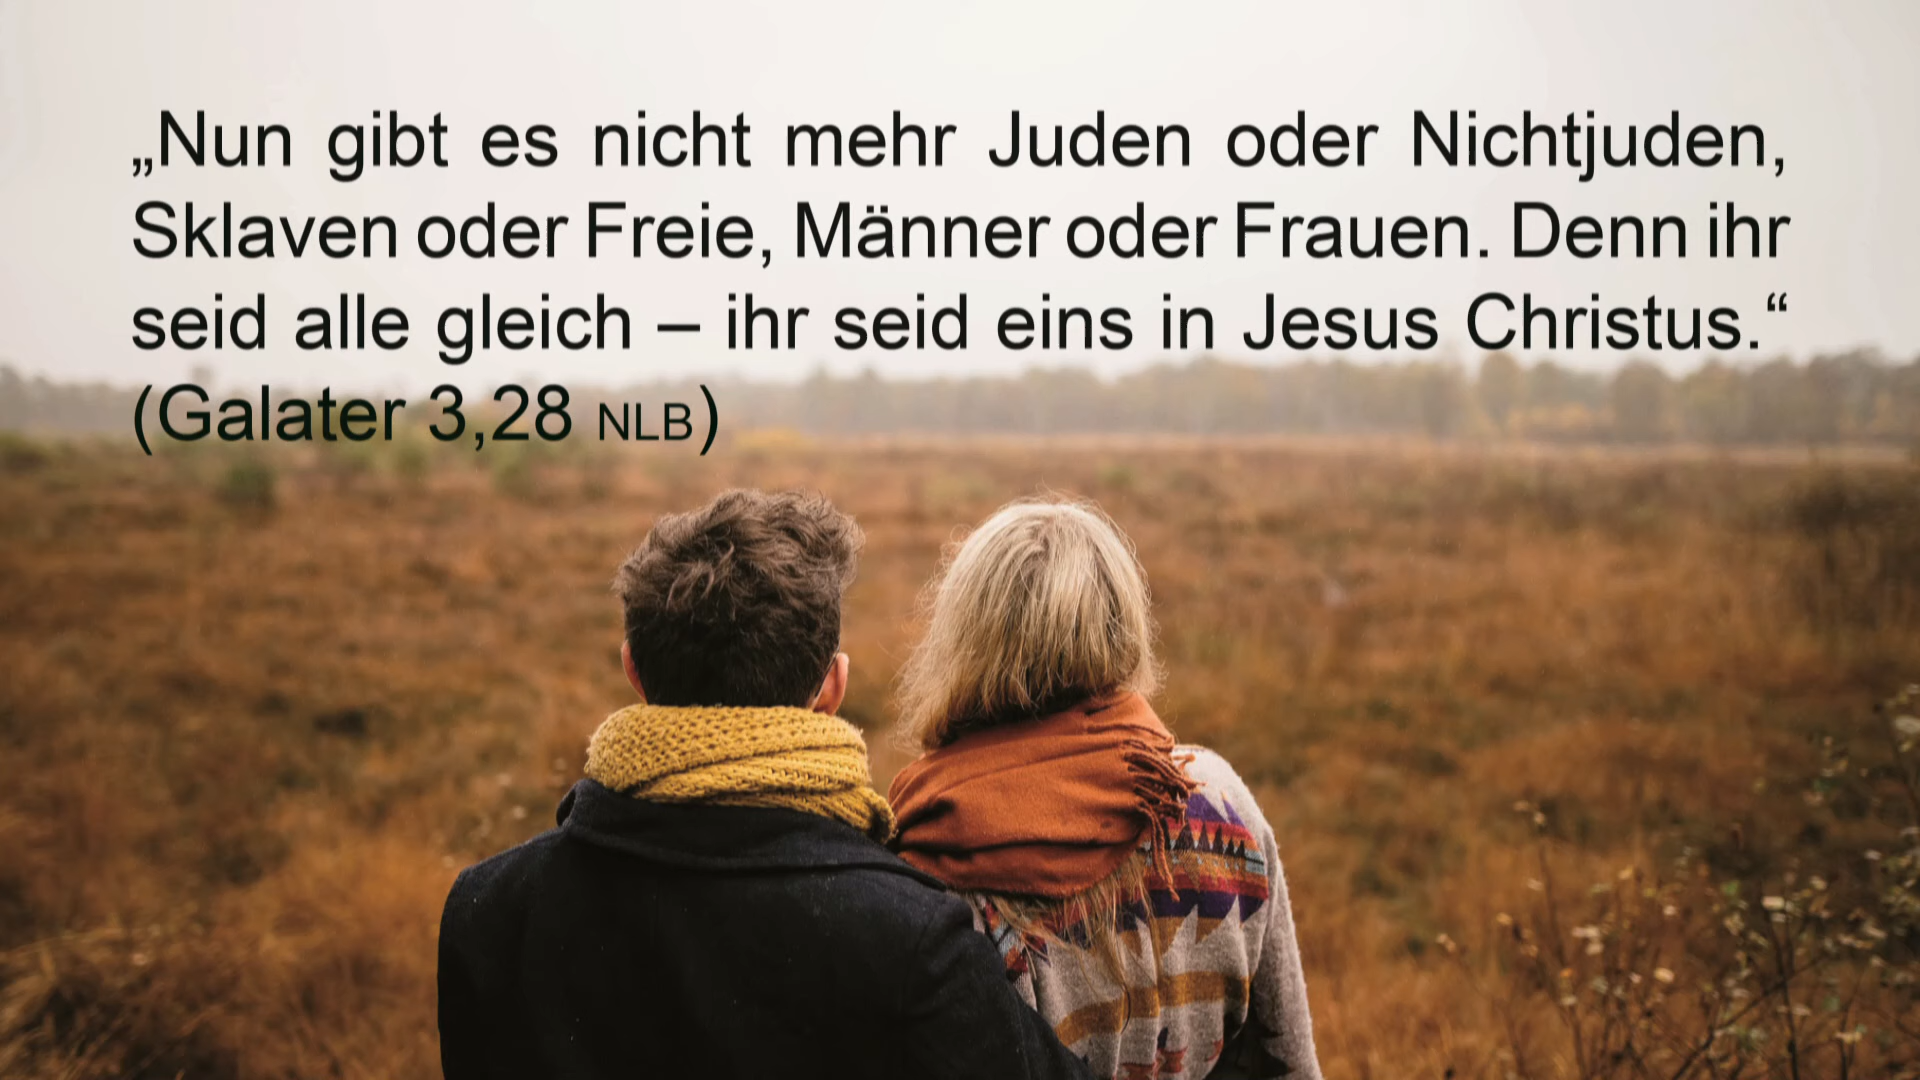 „Nun gibt es nicht mehr Juden oder Nichtjuden,
Sklaven oder Freie, Männer oder Frauen. Denn ihr
seid alle gleich – ihr seid eins in Jesus Christus.“
(Galater 3,28 NLB)